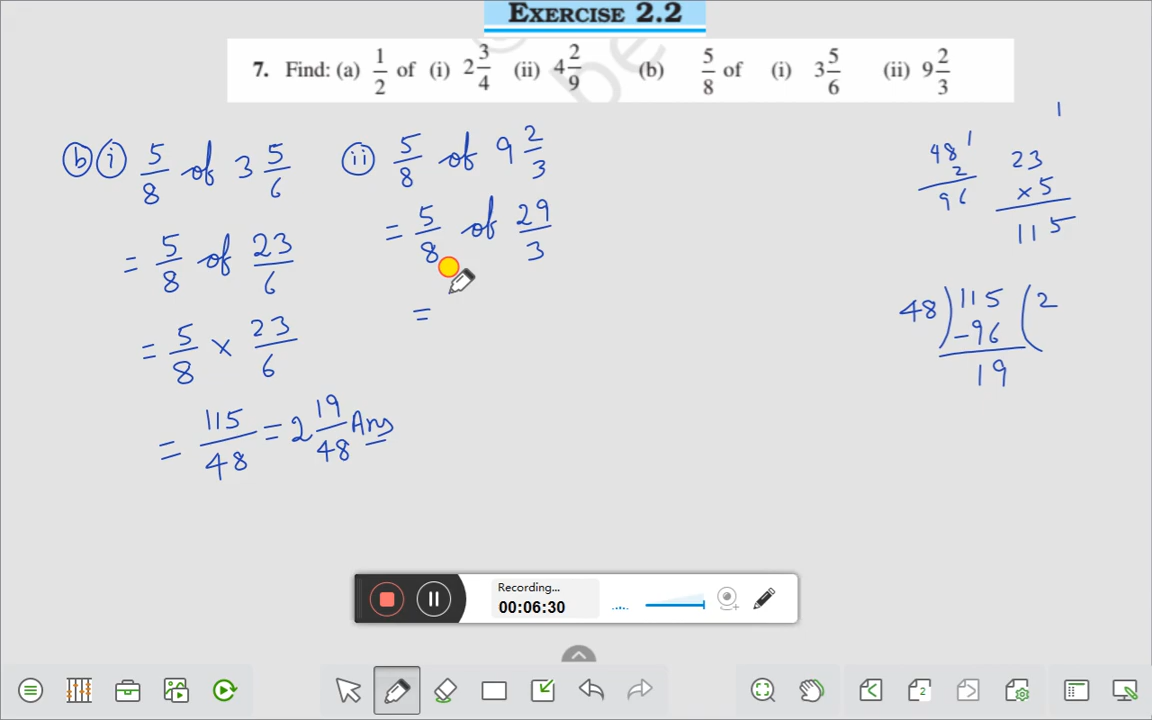 EXERCISE 2.2
7. Find: (a) 1/2 of (i) 2 3/4 (ii) 4 2/9 (b) 5/8 of (i) 3 5/6 (ii) 9 2/3
b i 5/8 of 3 5/6
= 5/8 of 23/6
= 5/8 × 23/6
= 115/48 = 2 19/48 Ans
ii 5/8 of 9 2/3
= 5/8 of 29/3
=
1
48 1
2
96
23
×5
115
48)115(2
-96
19
Recording...
00:06:30
2